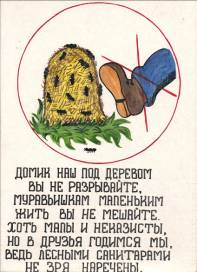 ДОМИК НАШ ПОД ДЕРЕВОМ
ВЫ НЕ РАЗРЫВАЙТЕ,
МУРАВЬИШКАМ МАЛЕНЬКИМ
ЖИТЬ ВЫ НЕ МЕШАЙТЕ.
ХОТЬ МАЛЫ И НЕКАЗИСТЫ,
НО В ДРУЗЬЯ ГОДИМСЯ МЫ,
ВЕДЬ ЛЕСНЫМИ САНИТАРАМИ
НЕ ЗРЯ НАРЕЧЕНЫ.